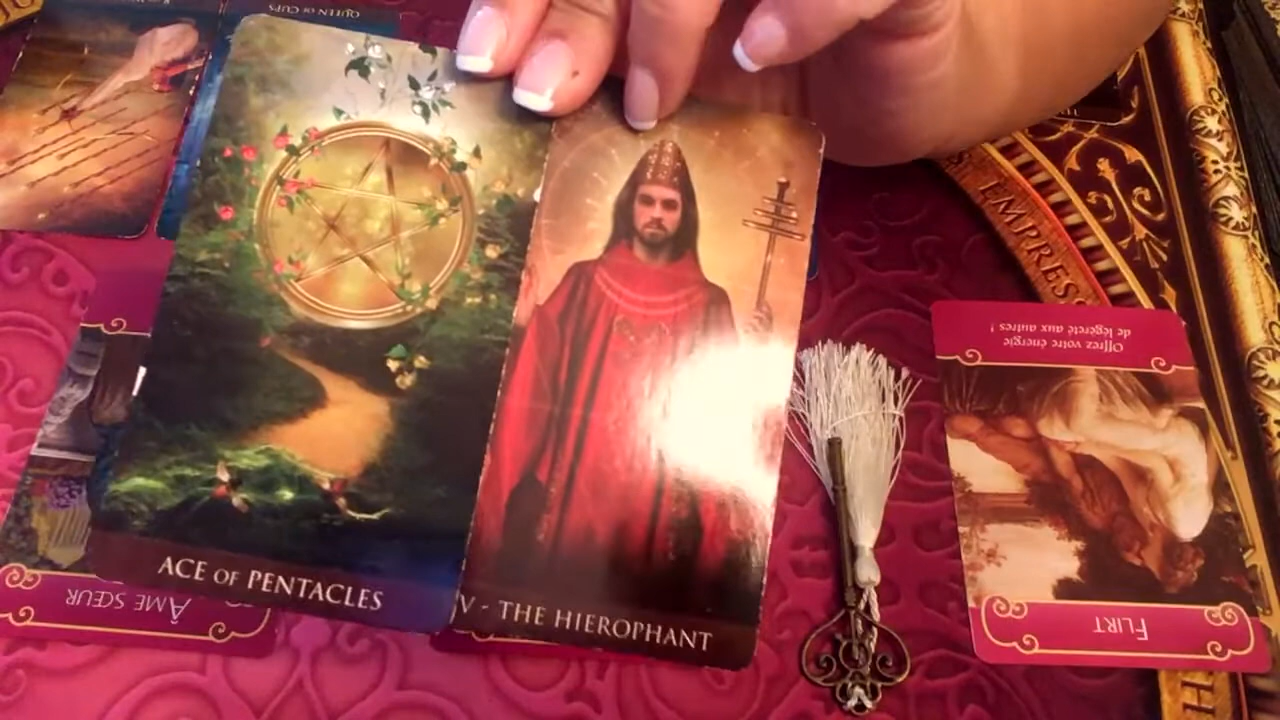 QUEEN OF CUPS
EMPRESS
Offrez votre énergie
de légèreté aux autres !
ACE OF PENTACLES
V - THE HIEROPHANT
ÂME SŒUR
FLIRT